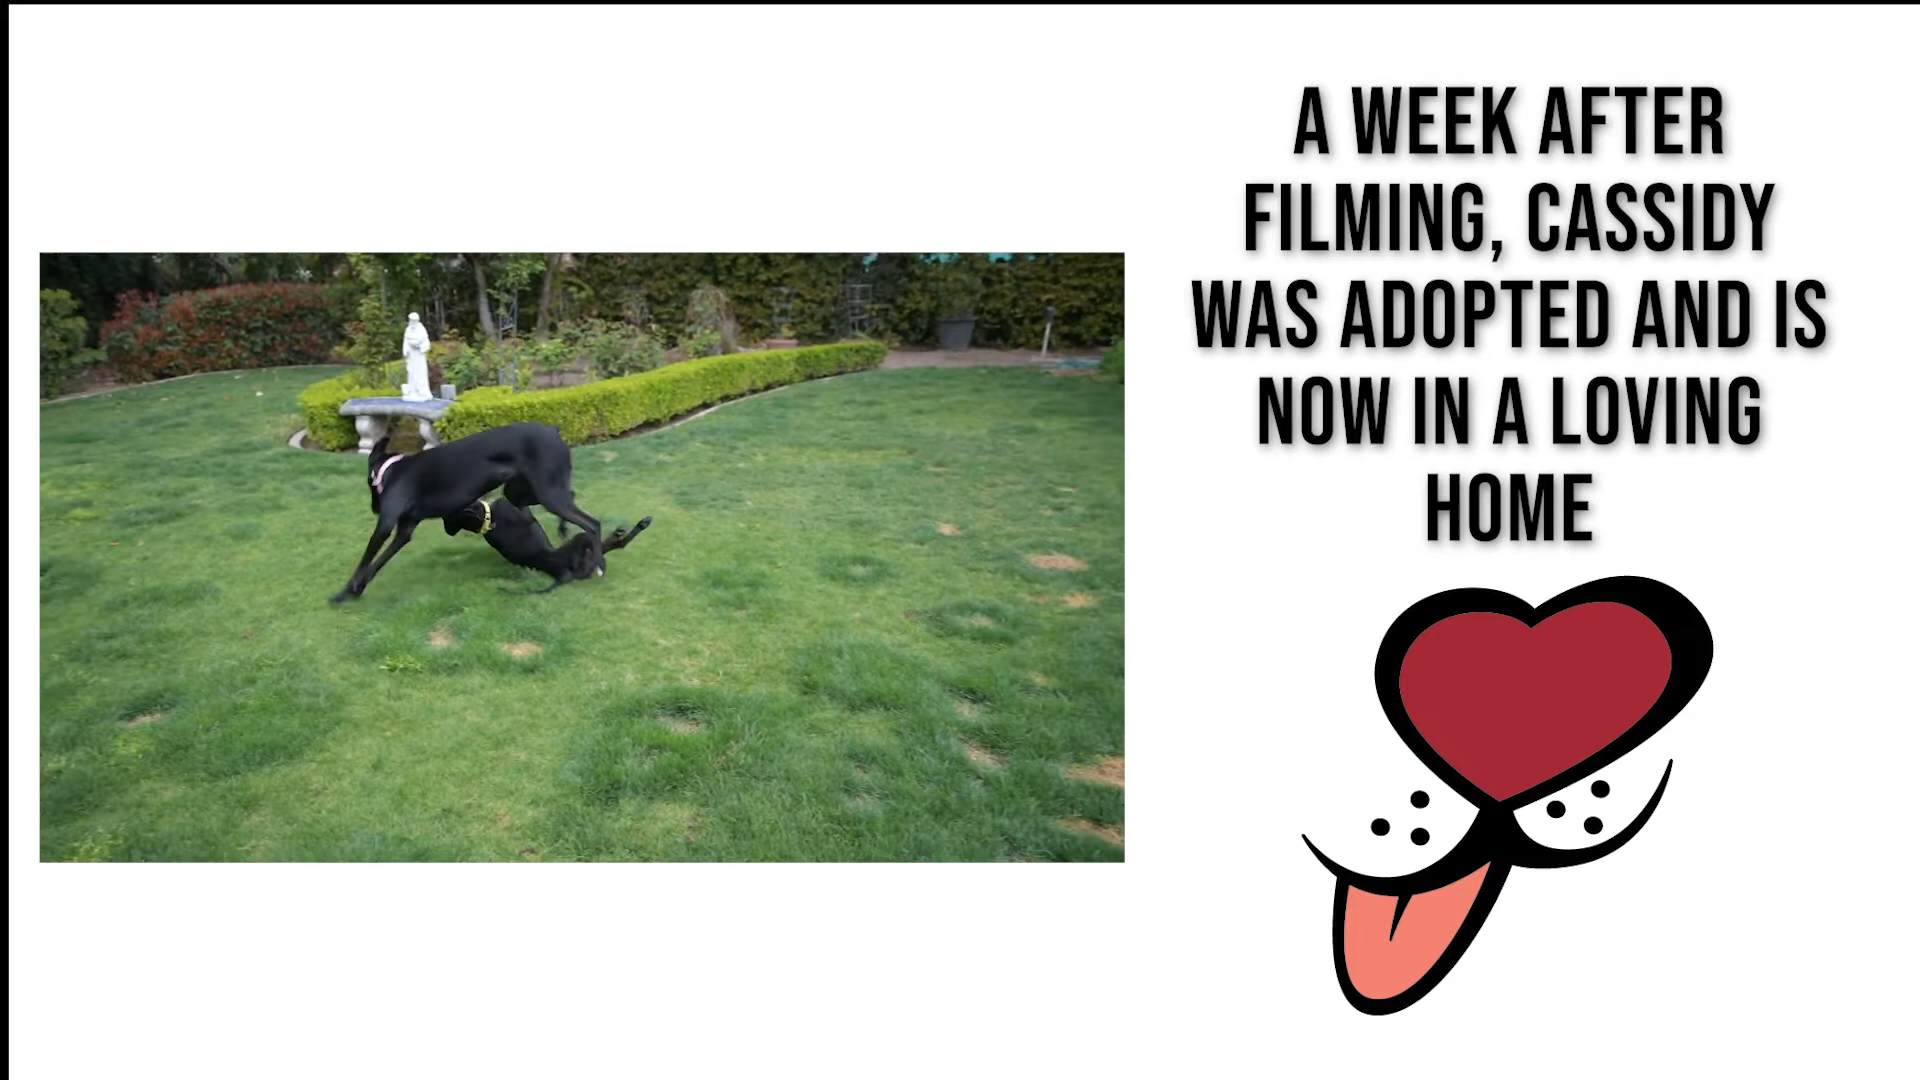 A WEEK AFTER
FILMING, CASSIDY
WAS ADOPTED AND IS
NOW IN A LOVING
HOME